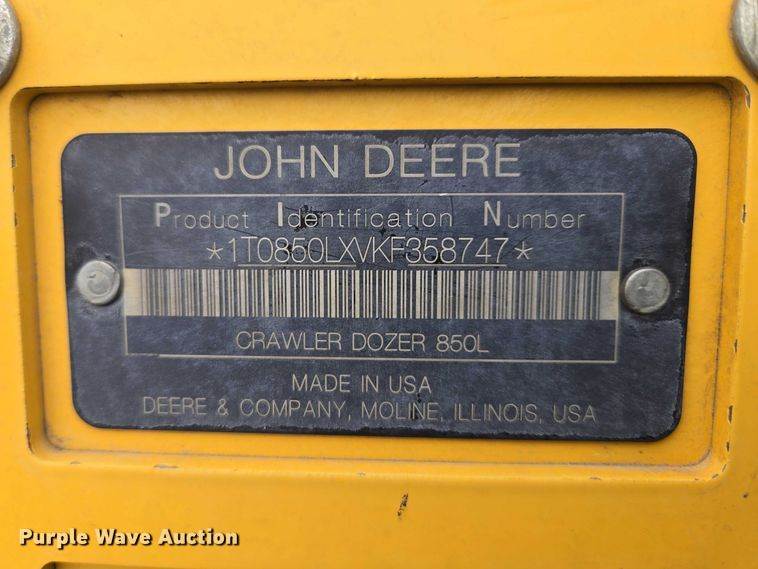 JOHN DEERE
Product Identification Number
*1T0850LXVKF358747*
CRAWLER DOZER 850L
MADE IN USA
DEERE & COMPANY, MOLINE, ILLINOIS, USA
Purple Wave Auction